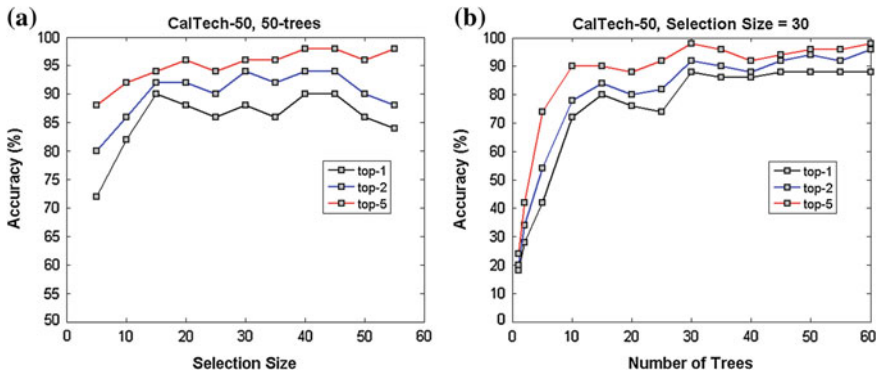 (a)
CalTech-50, 50-trees
100
95
90
85
80
75
70
65
60
55
50
0 10 20 30 40 50 60
Accuracy (%)
Selection Size
top-1
top-2
top-5
(b)
CalTech-50, Selection Size = 30
100
90
80
70
60
50
40
30
20
10
0
0 10 20 30 40 50 60
Accuracy (%)
Number of Trees
top-1
top-2
top-5